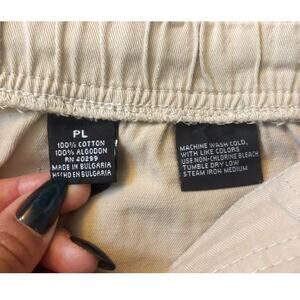 PL
100% COTTON
100% ALGODON
RN 40299
MADE IN BULGARIA
HECHO EN BULGARIA
MACHINE WASH COLD,
WITH LIKE COLORS
USE NON-CHLORINE BLEACH
TUMBLE DRY LOW
STEAM IRON MEDIUM